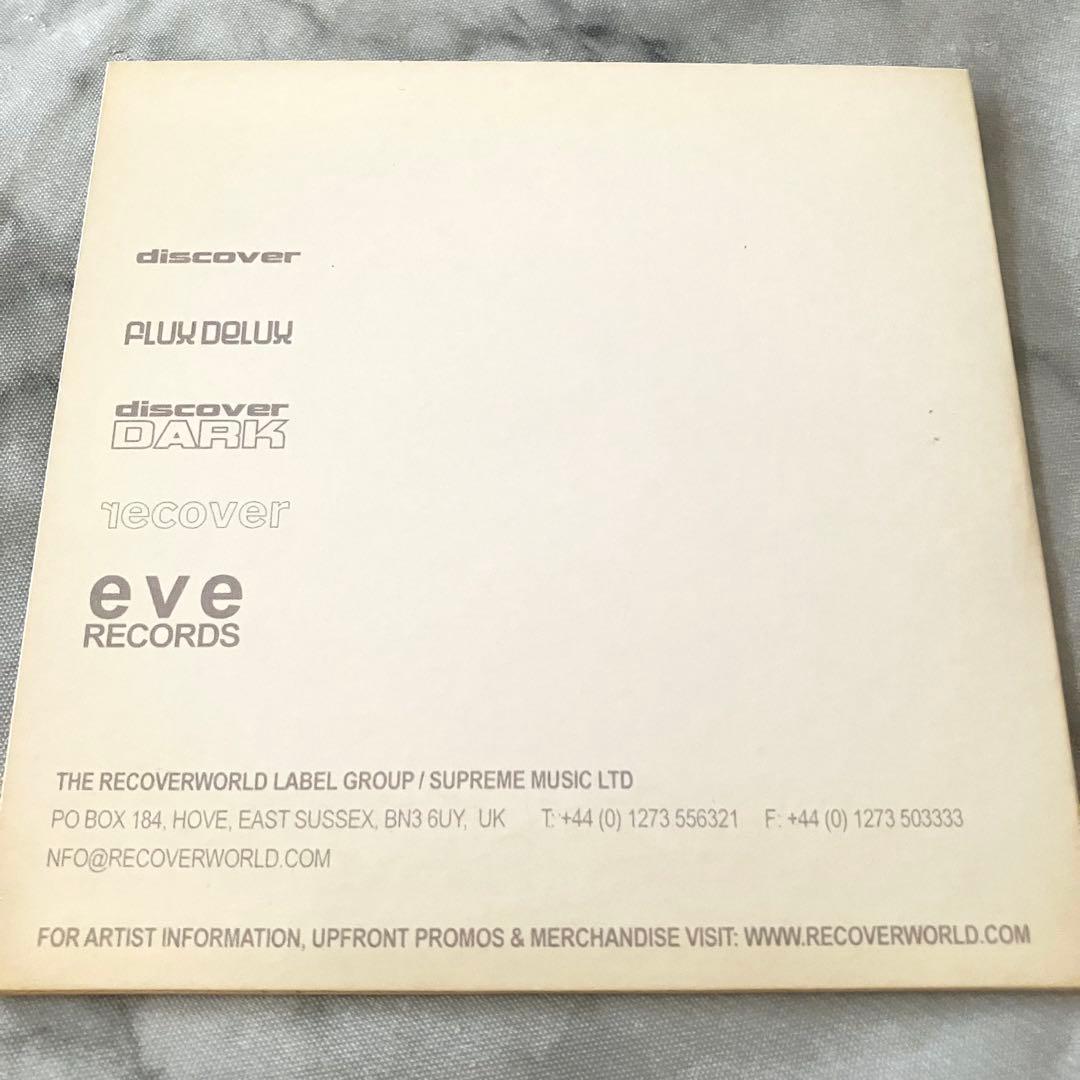 discover
FLUX DELUX
discover
DARK
recover
eve
RECORDS
THE RECOVERWORLD LABEL GROUP / SUPREME MUSIC LTD
PO BOX 184, HOVE, EAST SUSSEX, BN3 6UY, UK T: +44 (0) 1273 556321 F: +44 (0) 1273 503333
NFO@RECOVERWORLD.COM
FOR ARTIST INFORMATION, UPFRONT PROMOS & MERCHANDISE VISIT: WWW.RECOVERWORLD.COM